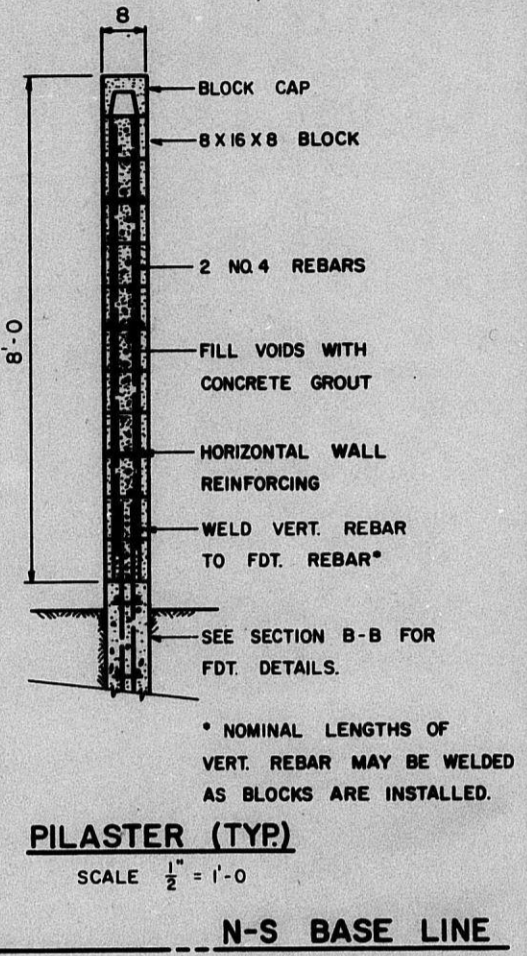 8
BLOCK CAP
8 X 16 X 8 BLOCK
2 NO. 4 REBARS
8'-0
FILL VOIDS WITH
CONCRETE GROUT
HORIZONTAL WALL
REINFORCING
WELD VERT. REBAR
TO FDT. REBAR*
SEE SECTION B-B FOR
FDT. DETAILS.
* NOMINAL LENGTHS OF
VERT. REBAR MAY BE WELDED
AS BLOCKS ARE INSTALLED.
PILASTER (TYP.)
SCALE 1/2" = 1'-0
N-S BASE LINE